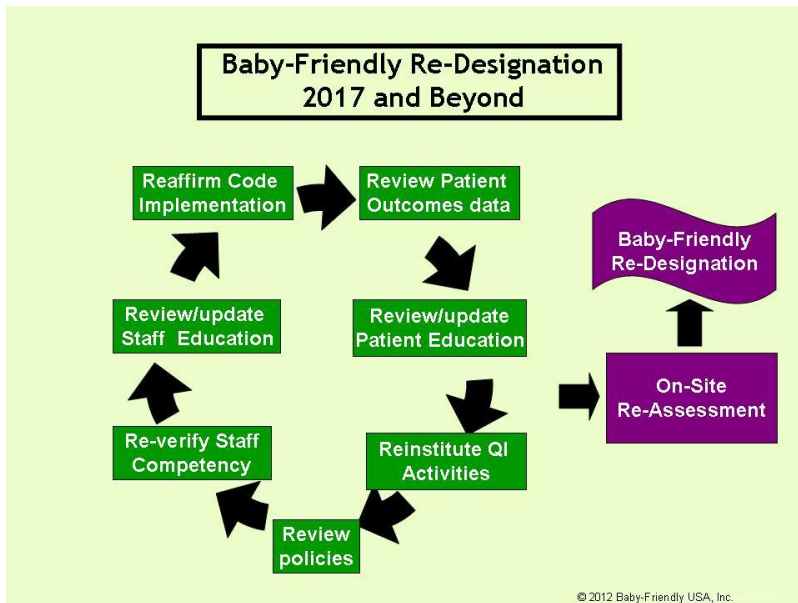 Baby-Friendly Re-Designation
2017 and Beyond
Reaffirm Code
Implementation
Review Patient
Outcomes data
Baby-Friendly
Re-Designation
Review/update
Staff Education
Review/update
Patient Education
On-Site
Re-Assessment
Re-verify Staff
Competency
Reinstitute QI
Activities
Review
policies
© 2012 Baby-Friendly USA, Inc.